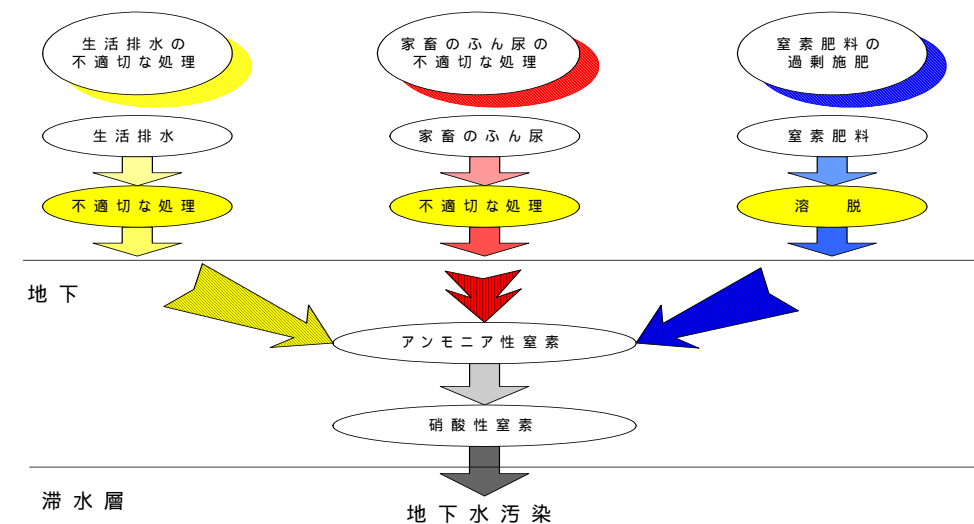 生活排水の
不適切な処理
家畜のふん尿の
不適切な処理
窒素肥料の
過剰施肥
生活排水
家畜のふん尿
窒素肥料
不適切な処理
不適切な処理
溶　脱
地下
アンモニア性窒素
硝酸性窒素
滞水層
地下水汚染